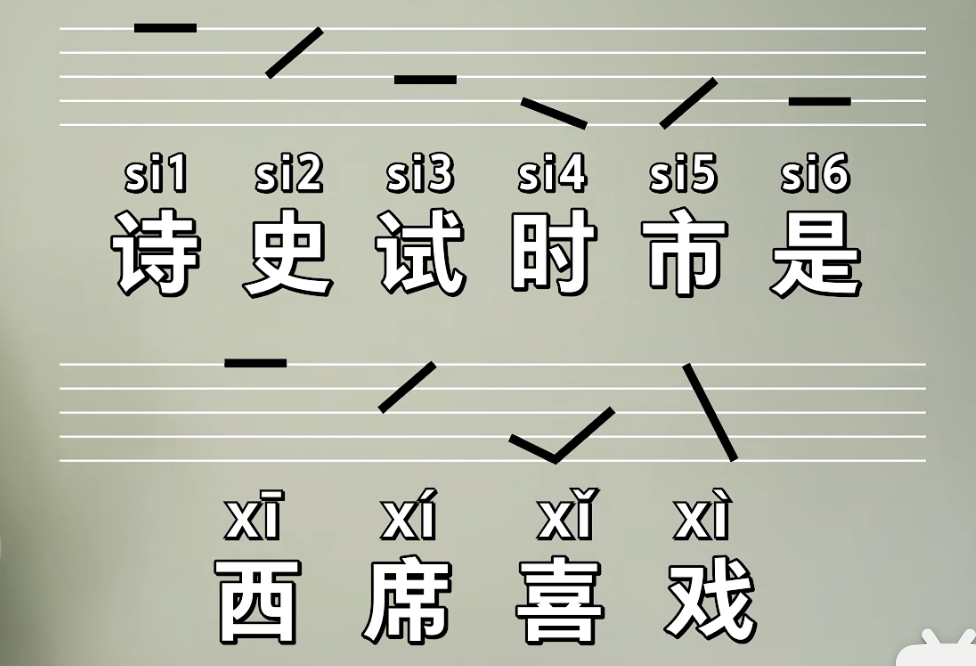 si1 si2 si3 si4 si5 si6
诗 史 试 时 市 是
xī xí xǐ xì
西 席 喜 戏